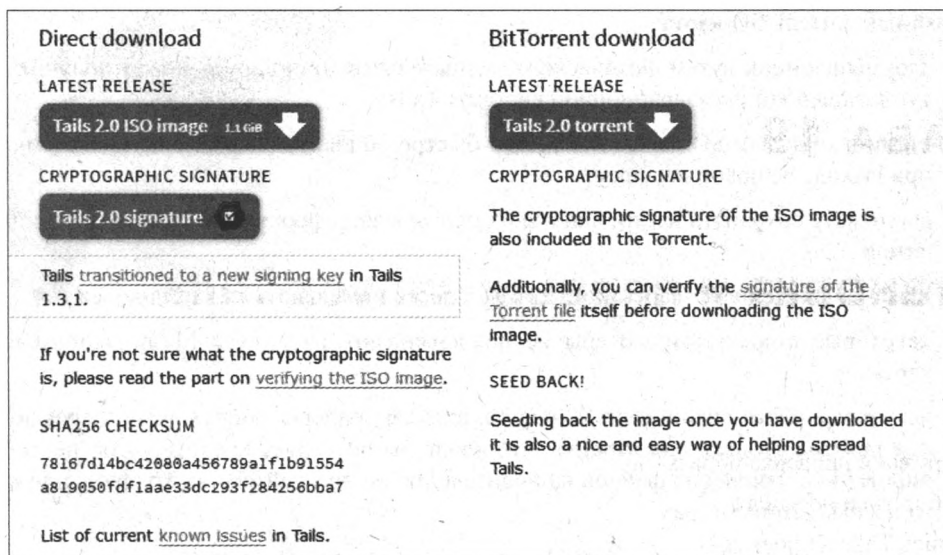 Direct download
LATEST RELEASE
Tails 2.0 ISO image 1.1 GiB
CRYPTOGRAPHIC SIGNATURE
Tails 2.0 signature
Tails transitioned to a new signing key in Tails
1.3.1.
If you're not sure what the cryptographic signature
is, please read the part on verifying the ISO image.
SHA256 CHECKSUM
78167d14bc42080a456789a1f1b91554
a819050fdf1aae33dc293f284256bba7
List of current known issues in Tails.
BitTorrent download
LATEST RELEASE
Tails 2.0 torrent
CRYPTOGRAPHIC SIGNATURE
The cryptographic signature of the ISO image is
also included in the Torrent.
Additionally, you can verify the signature of the
Torrent file itself before downloading the ISO
image.
SEED BACK!
Seeding back the image once you have downloaded
it is also a nice and easy way of helping spread
Tails.